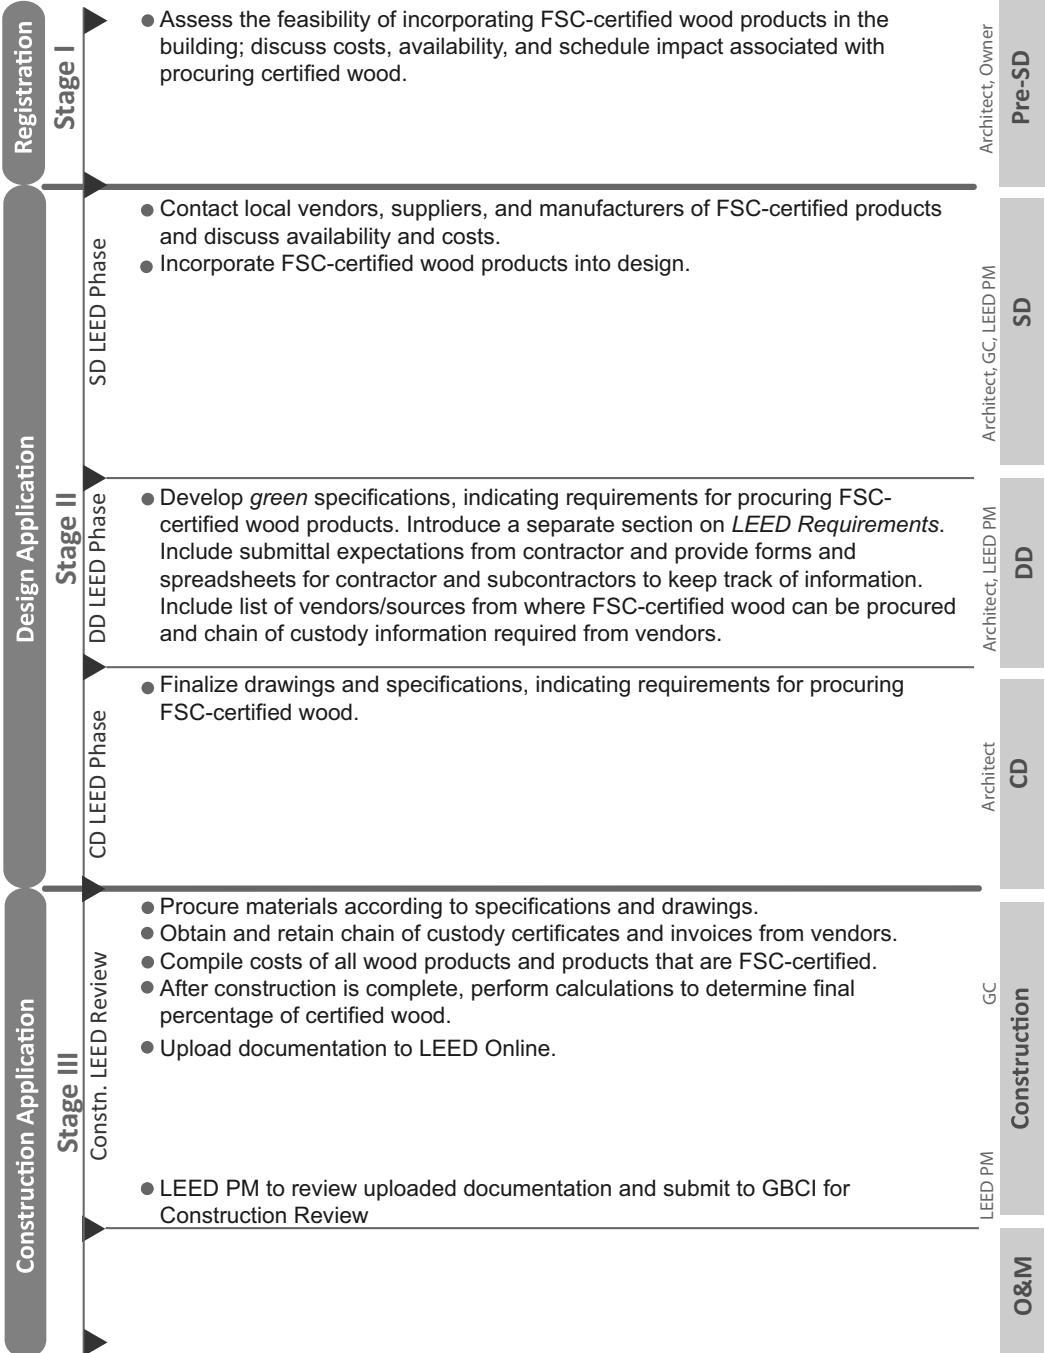 Registration
Stage I
● Assess the feasibility of incorporating FSC-certified wood products in the
building; discuss costs, availability, and schedule impact associated with
procuring certified wood.
Architect, Owner
Pre-SD
Design Application
Stage II
SD LEED Phase
● Contact local vendors, suppliers, and manufacturers of FSC-certified products
and discuss availability and costs.
● Incorporate FSC-certified wood products into design.
Architect, GC, LEED PM
SD
DD LEED Phase
● Develop green specifications, indicating requirements for procuring FSC-
certified wood products. Introduce a separate section on LEED Requirements.
Include submittal expectations from contractor and provide forms and
spreadsheets for contractor and subcontractors to keep track of information.
Include list of vendors/sources from where FSC-certified wood can be procured
and chain of custody information required from vendors.
Architect, LEED PM
DD
CD LEED Phase
● Finalize drawings and specifications, indicating requirements for procuring
FSC-certified wood.
Architect
CD
Construction Application
Stage III
Constn. LEED Review
● Procure materials according to specifications and drawings.
● Obtain and retain chain of custody certificates and invoices from vendors.
● Compile costs of all wood products and products that are FSC-certified.
● After construction is complete, perform calculations to determine final
percentage of certified wood.
● Upload documentation to LEED Online.
GC
Construction
● LEED PM to review uploaded documentation and submit to GBCI for
Construction Review
LEED PM
O&M